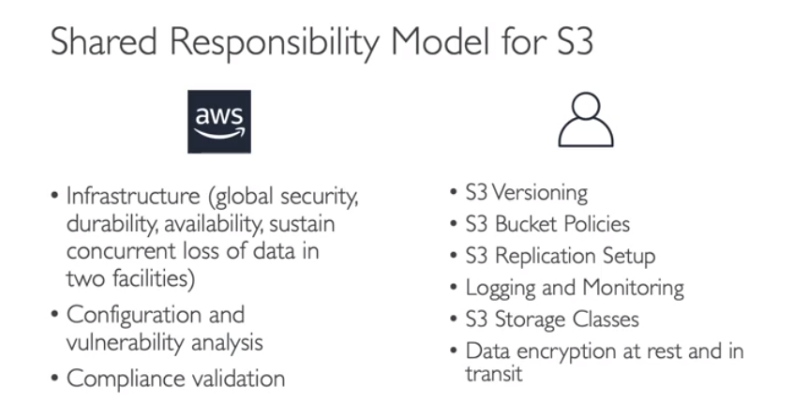 Shared Responsibility Model for S3
aws
• Infrastructure (global security,
durability, availability, sustain
concurrent loss of data in
two facilities)
• Configuration and
vulnerability analysis
• Compliance validation
• S3 Versioning
• S3 Bucket Policies
• S3 Replication Setup
• Logging and Monitoring
• S3 Storage Classes
• Data encryption at rest and in
transit